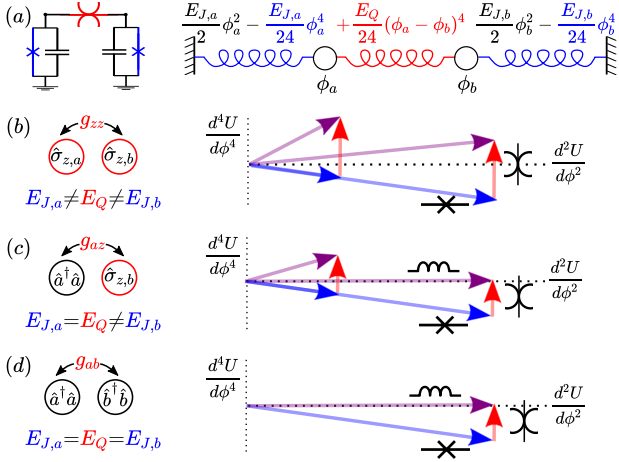 (a)
E_{J,a}/2 ϕ_a^2 − E_{J,a}/24 ϕ_a^4 + E_Q/24 (ϕ_a − ϕ_b)^4 E_{J,b}/2 ϕ_b^2 − E_{J,b}/24 ϕ_b^4
ϕ_a ϕ_b
(b)
g_{zz}
σ̂_{z,a} σ̂_{z,b}
E_{J,a}≠E_Q≠E_{J,b}
d^4U/dϕ^4
d^2U/dϕ^2
(c)
g_{az}
â†â σ̂_{z,b}
E_{J,a}=E_Q≠E_{J,b}
d^4U/dϕ^4
d^2U/dϕ^2
(d)
g_{ab}
â†â b̂†b̂
E_{J,a}=E_Q=E_{J,b}
d^4U/dϕ^4
d^2U/dϕ^2